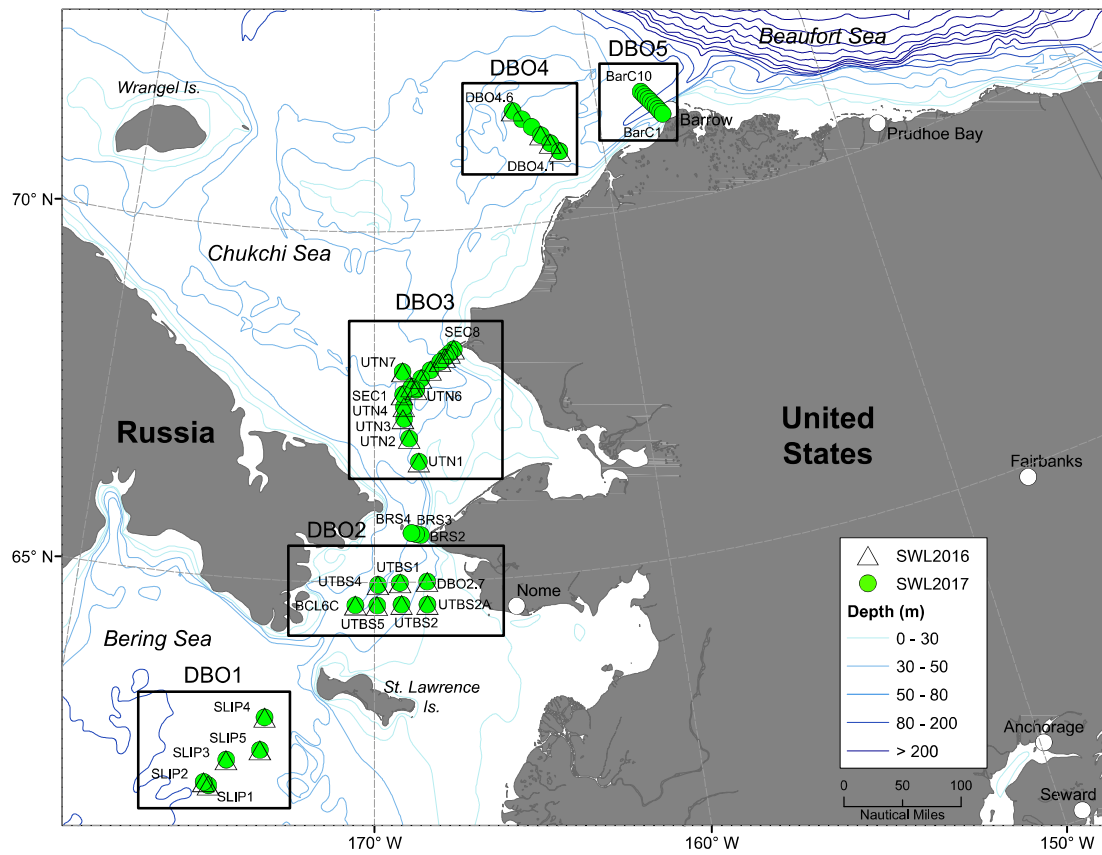 Beaufort Sea
DBO5
DBO4
BarC10
Wrangel Is.
DBO4.6
Barrow
BarC1
Prudhoe Bay
DBO4.1
70° N
Chukchi Sea
DBO3
SEC8
UTN7
SEC1
UTN6
UTN4
UTN3
UTN2
UTN1
Russia
United
States
Fairbanks
BRS4
BRS3
BRS2
DBO2
65° N
UTBS1
UTBS4
DBO2.7
Nome
BCL6C
UTBS2A
UTBS5
UTBS2
Bering Sea
DBO1
St. Lawrence
Is.
SLIP4
SLIP5
SLIP3
SLIP2
SLIP1
SWL2016
SWL2017
Depth (m)
0 - 30
30 - 50
50 - 80
80 - 200
> 200
Anchorage
0 50 100
Nautical Miles
Seward
170° W
160° W
150° W